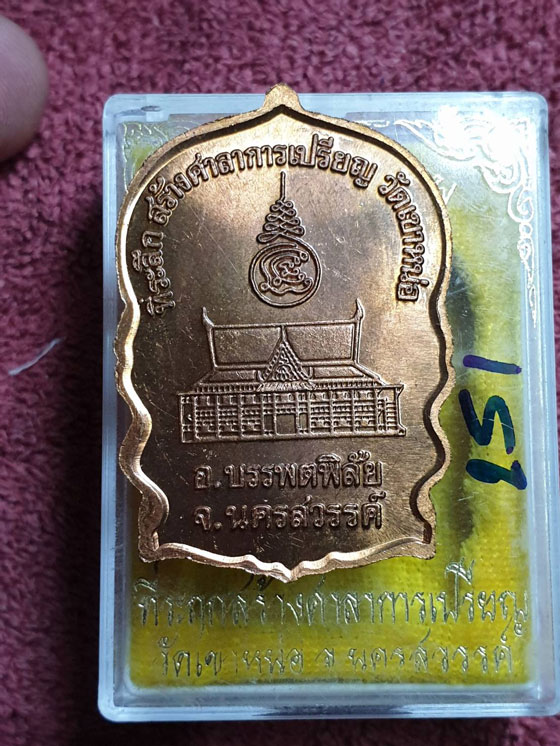 ที่ระลึก สร้างศาลาการเปรียญ วัดเขาหน่อ
อ.บรรพตพิสัย
จ.นครสวรรค์
ที่ระฤกสร้างศาลาการเปรียญ
วัดเขาหน่อ จ.นครสวรรค์
151